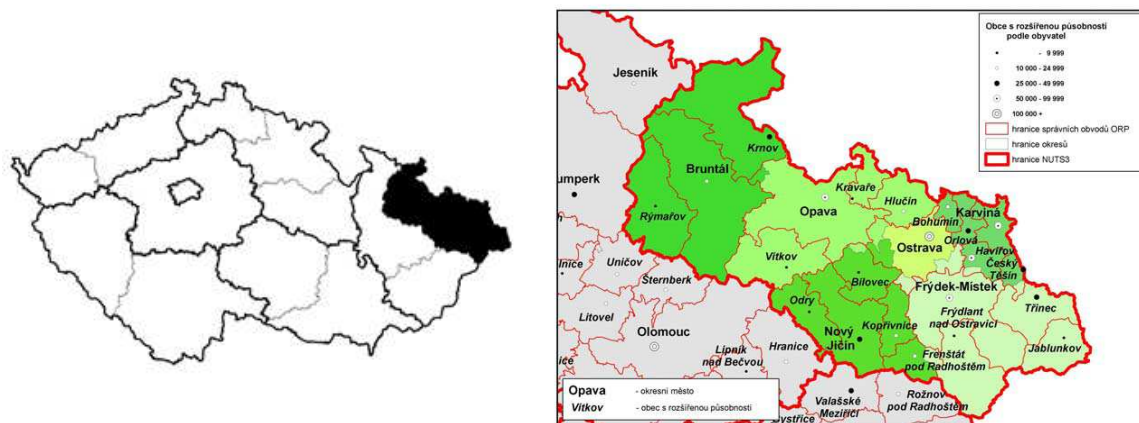 Obce s rozšířenou působností
podle obyvatel
- 9 999
10 000 - 24 999
25 000 - 49 999
50 000 - 99 999
100 000 +
hranice správních obvodů ORP
hranice okresů
hranice NUTS3
Jeseník
Krnov
umperk
Bruntál
Rýmařov
Kravaře
Hlučín
Opava
Bohumín
Karviná
Orlová
Ostrava
Havířov
Český
Těšín
Vítkov
Bílovec
lnice
Uničov
Šternberk
Frýdek-Místek
Odry
Třinec
Litovel
Frýdlant
nad Ostravicí
Kopřivnice
Nový
Jičín
Olomouc
Jablunkov
Hranice
Lipník
nad Bečvou
Frenštát
pod Radhoštěm
ice
Valašské
Meziříčí
Rožnov
pod Radhoštěm
ystřice
Opava - okresní město
Vítkov - obec s rozšířenou působností